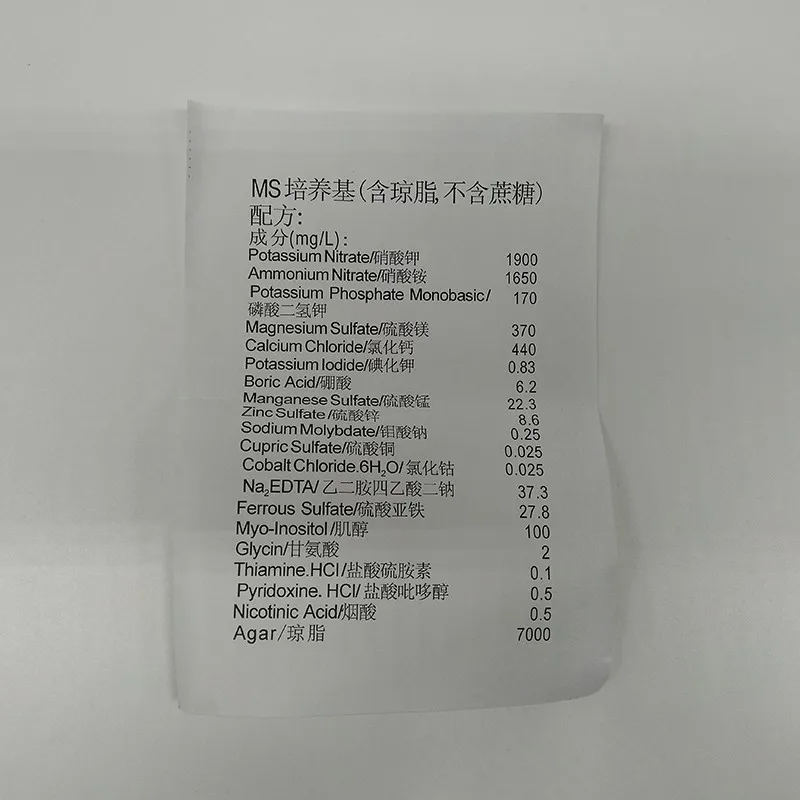 MS培养基(含琼脂,不含蔗糖)
配方:
成分(mg/L):
Potassium Nitrate/硝酸钾 1900
Ammonium Nitrate/硝酸铵 1650
Potassium Phosphate Monobasic/ 170
磷酸二氢钾
Magnesium Sulfate/硫酸镁 370
Calcium Chloride/氯化钙 440
Potassium Iodide/碘化钾 0.83
Boric Acid/硼酸 6.2
Manganese Sulfate/硫酸锰 22.3
Zinc Sulfate/硫酸锌 8.6
Sodium Molybdate/钼酸钠 0.25
Cupric Sulfate/硫酸铜 0.025
Cobalt Chloride.6H₂O/氯化钴 0.025
Na₂EDTA/乙二胺四乙酸二钠 37.3
Ferrous Sulfate/硫酸亚铁 27.8
Myo-Inositol/肌醇 100
Glycin/甘氨酸 2
Thiamine.HCl/盐酸硫胺素 0.1
Pyridoxine. HCl/盐酸吡哆醇 0.5
Nicotinic Acid/烟酸 0.5
Agar/琼脂 7000